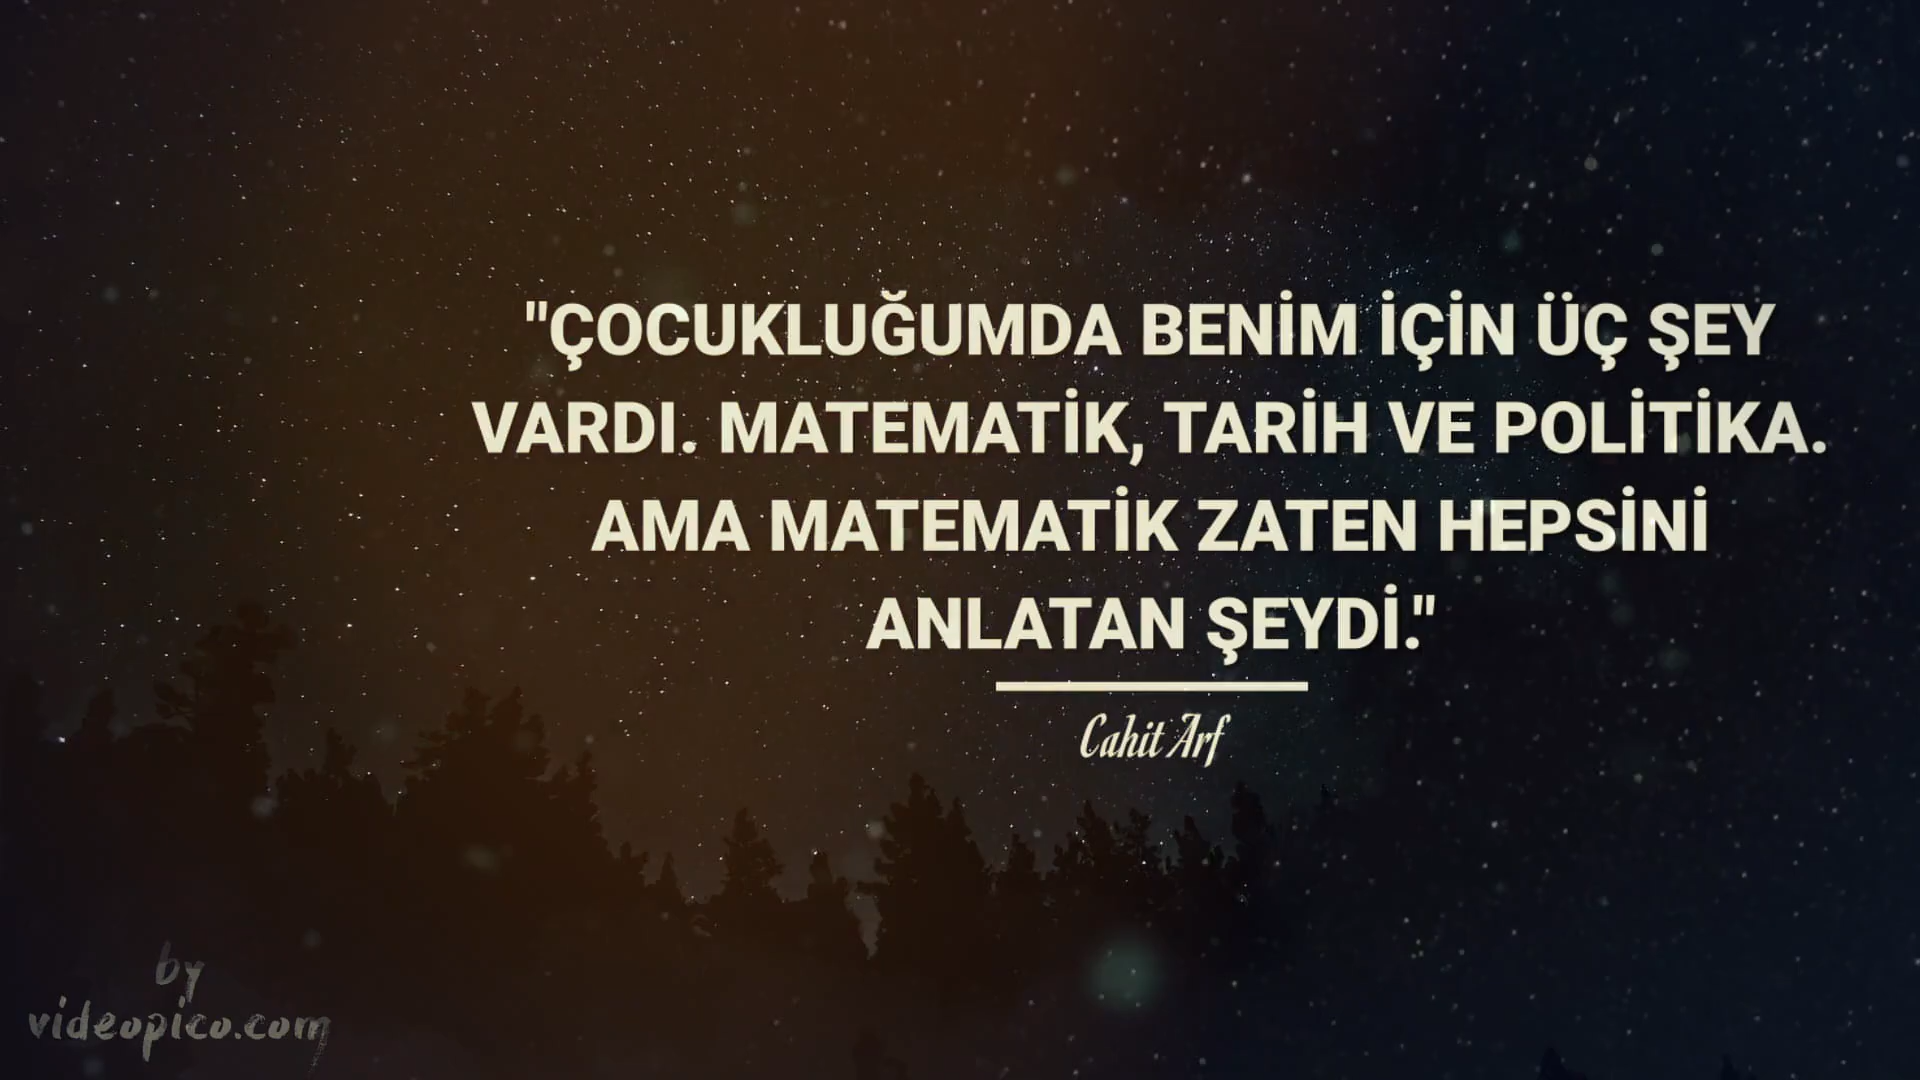 "ÇOCUKLUĞUMDA BENİM İÇİN ÜÇ ŞEY
VARDI. MATEMATİK, TARİH VE POLİTİKA.
AMA MATEMATİK ZATEN HEPSİNİ
ANLATAN ŞEYDİ."
Cahit Arf
by
videopico.com